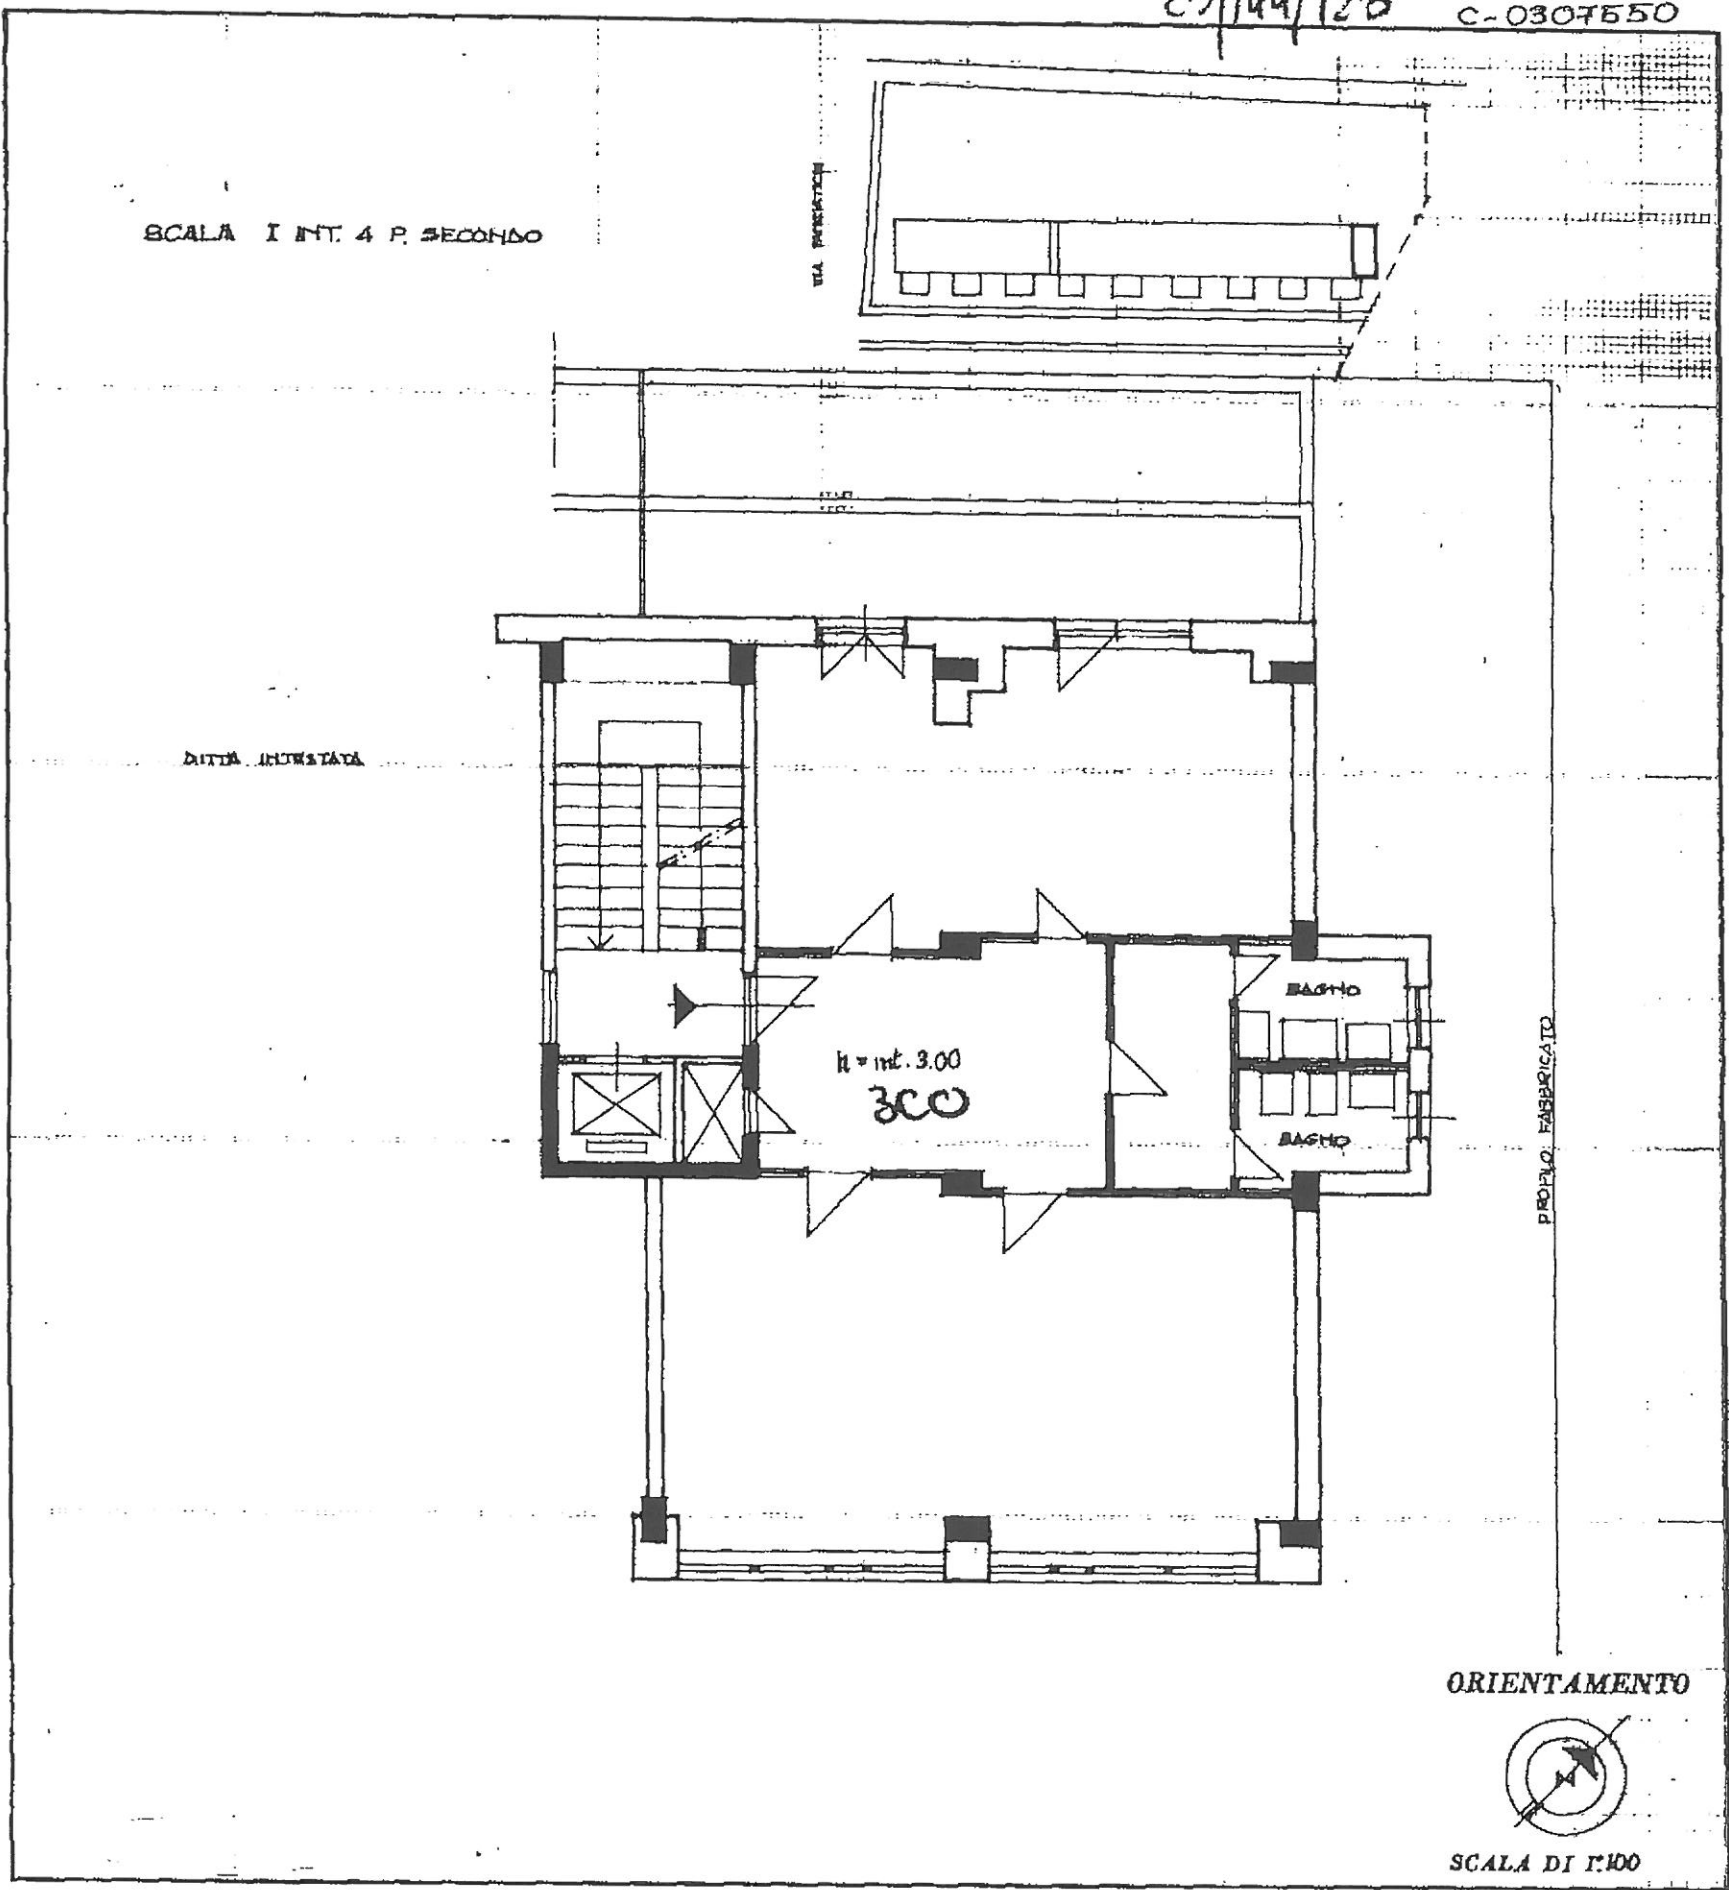 C-0307550
SCALA I INT. 4 P. SECONDO
DITTA INTESTATA
BAGNO
h = int. 3.00
300
BAGNO
PROFILO FABBRICATO
ORIENTAMENTO
N
SCALA DI 1:100